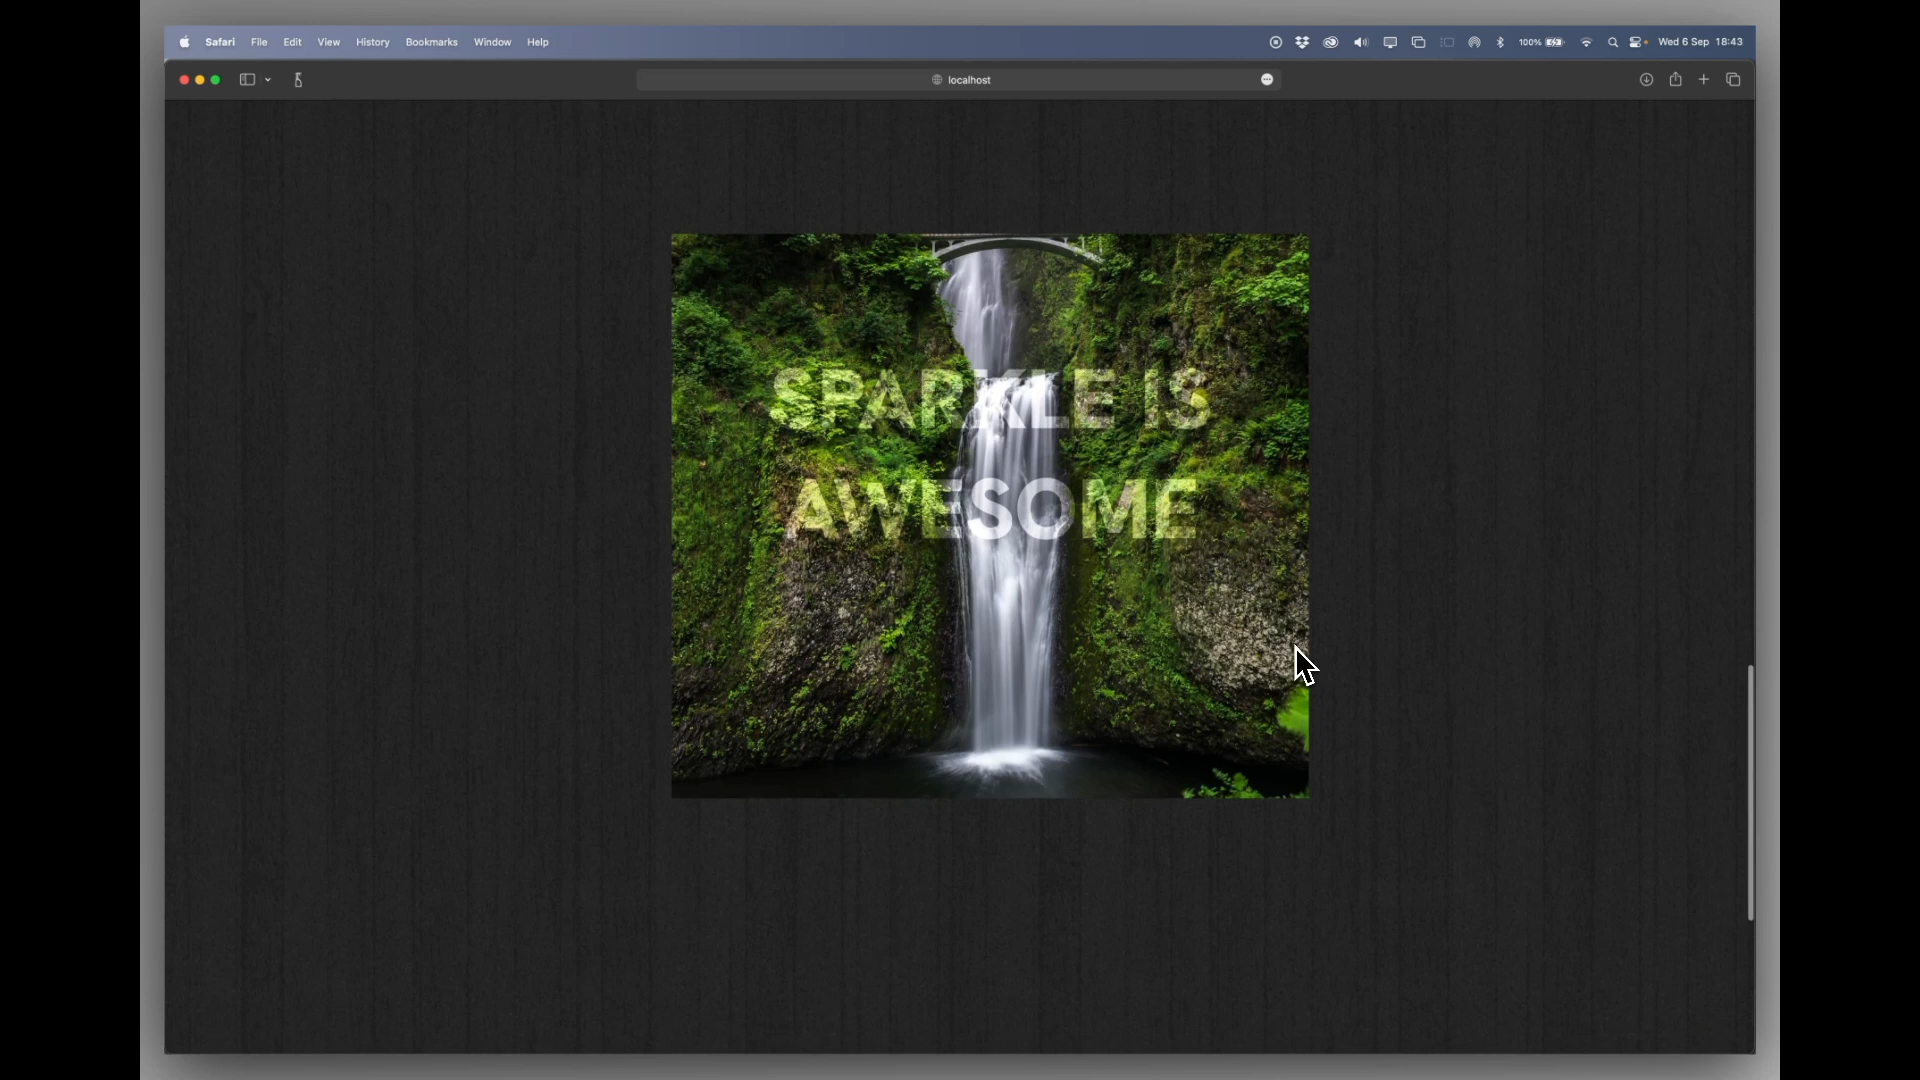 Safari File Edit View History Bookmarks Window Help
100% Wed 6 Sep 18:43
localhost
SPARKLE IS
AWESOME